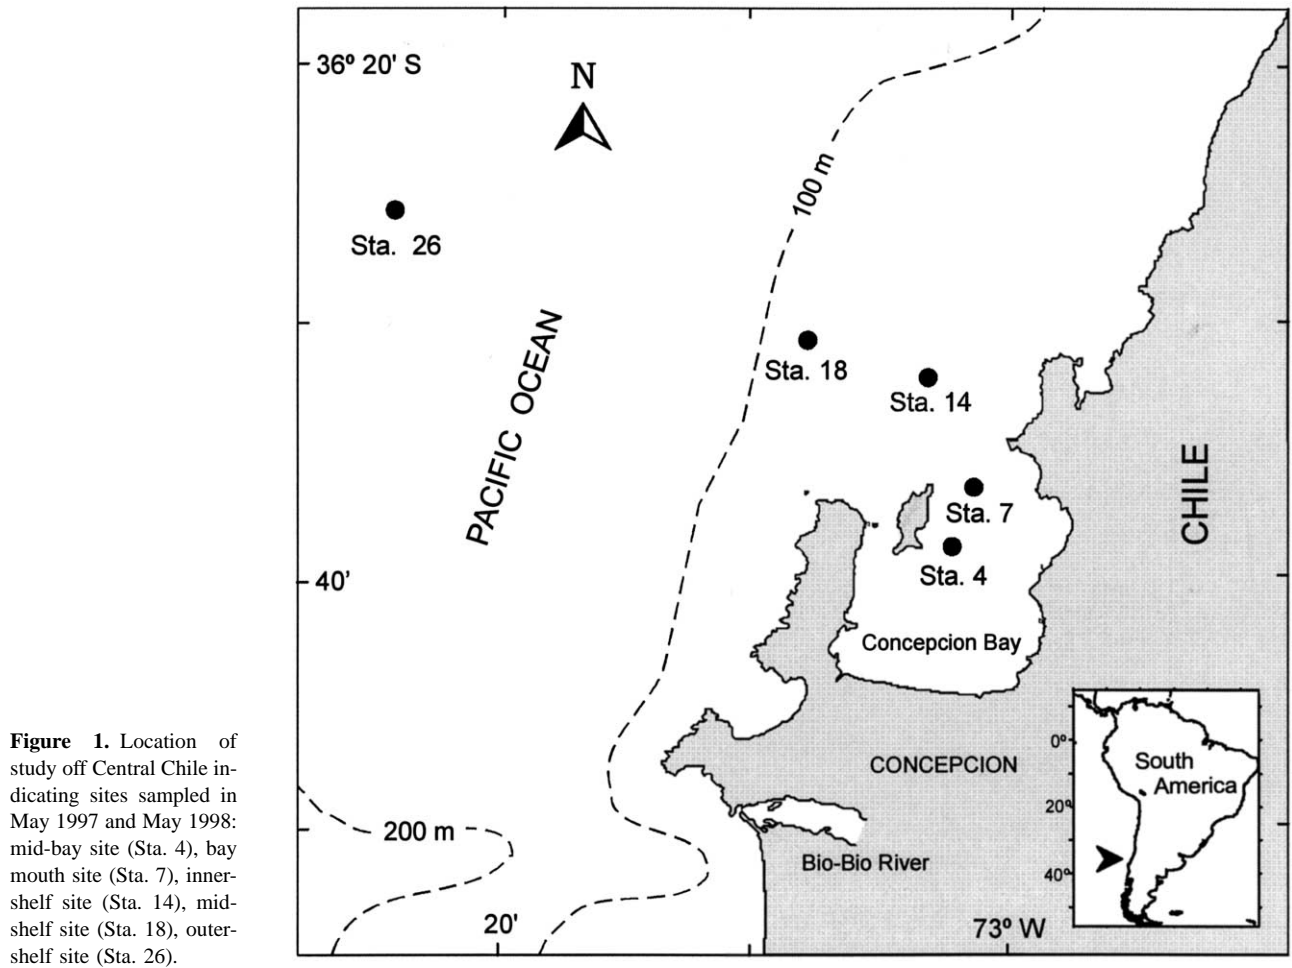 36º 20' S
N
100 m
Sta. 26
PACIFIC OCEAN
Sta. 18
Sta. 14
CHILE
Sta. 7
Sta. 4
40'
Concepcion Bay
CONCEPCION
200 m
Bio-Bio River
20'
73º W
0º
20º
40º
South
America
Figure 1. Location of
study off Central Chile in-
dicating sites sampled in
May 1997 and May 1998:
mid-bay site (Sta. 4), bay
mouth site (Sta. 7), inner-
shelf site (Sta. 14), mid-
shelf site (Sta. 18), outer-
shelf site (Sta. 26).